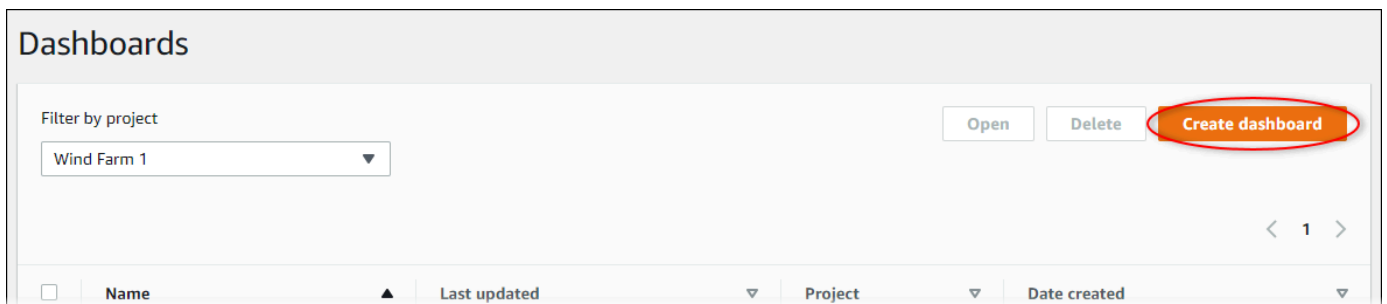 Dashboards
Filter by project
Open Delete Create dashboard
Wind Farm 1
1
Name Last updated Project Date created